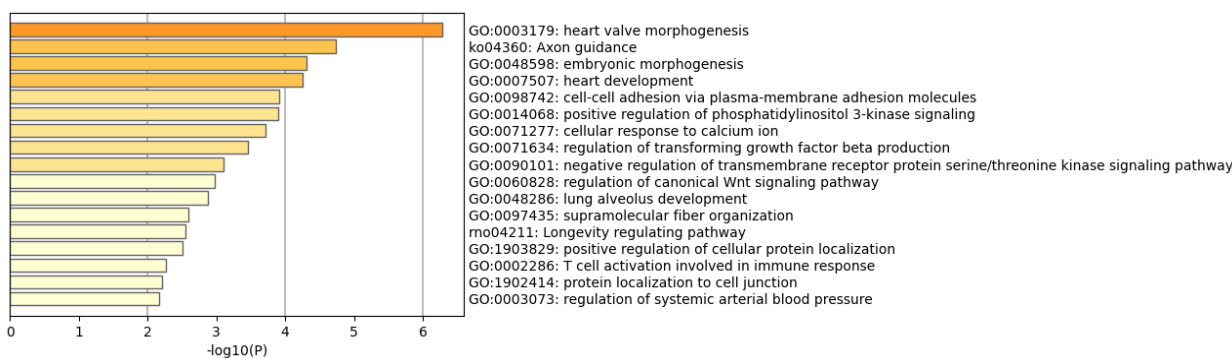 GO:0003179: heart valve morphogenesis
ko04360: Axon guidance
GO:0048598: embryonic morphogenesis
GO:0007507: heart development
GO:0098742: cell-cell adhesion via plasma-membrane adhesion molecules
GO:0014068: positive regulation of phosphatidylinositol 3-kinase signaling
GO:0071277: cellular response to calcium ion
GO:0071634: regulation of transforming growth factor beta production
GO:0090101: negative regulation of transmembrane receptor protein serine/threonine kinase signaling pathway
GO:0060828: regulation of canonical Wnt signaling pathway
GO:0048286: lung alveolus development
GO:0097435: supramolecular fiber organization
rno04211: Longevity regulating pathway
GO:1903829: positive regulation of cellular protein localization
GO:0002286: T cell activation involved in immune response
GO:1902414: protein localization to cell junction
GO:0003073: regulation of systemic arterial blood pressure
0 1 2 3 4 5 6
-log10(P)